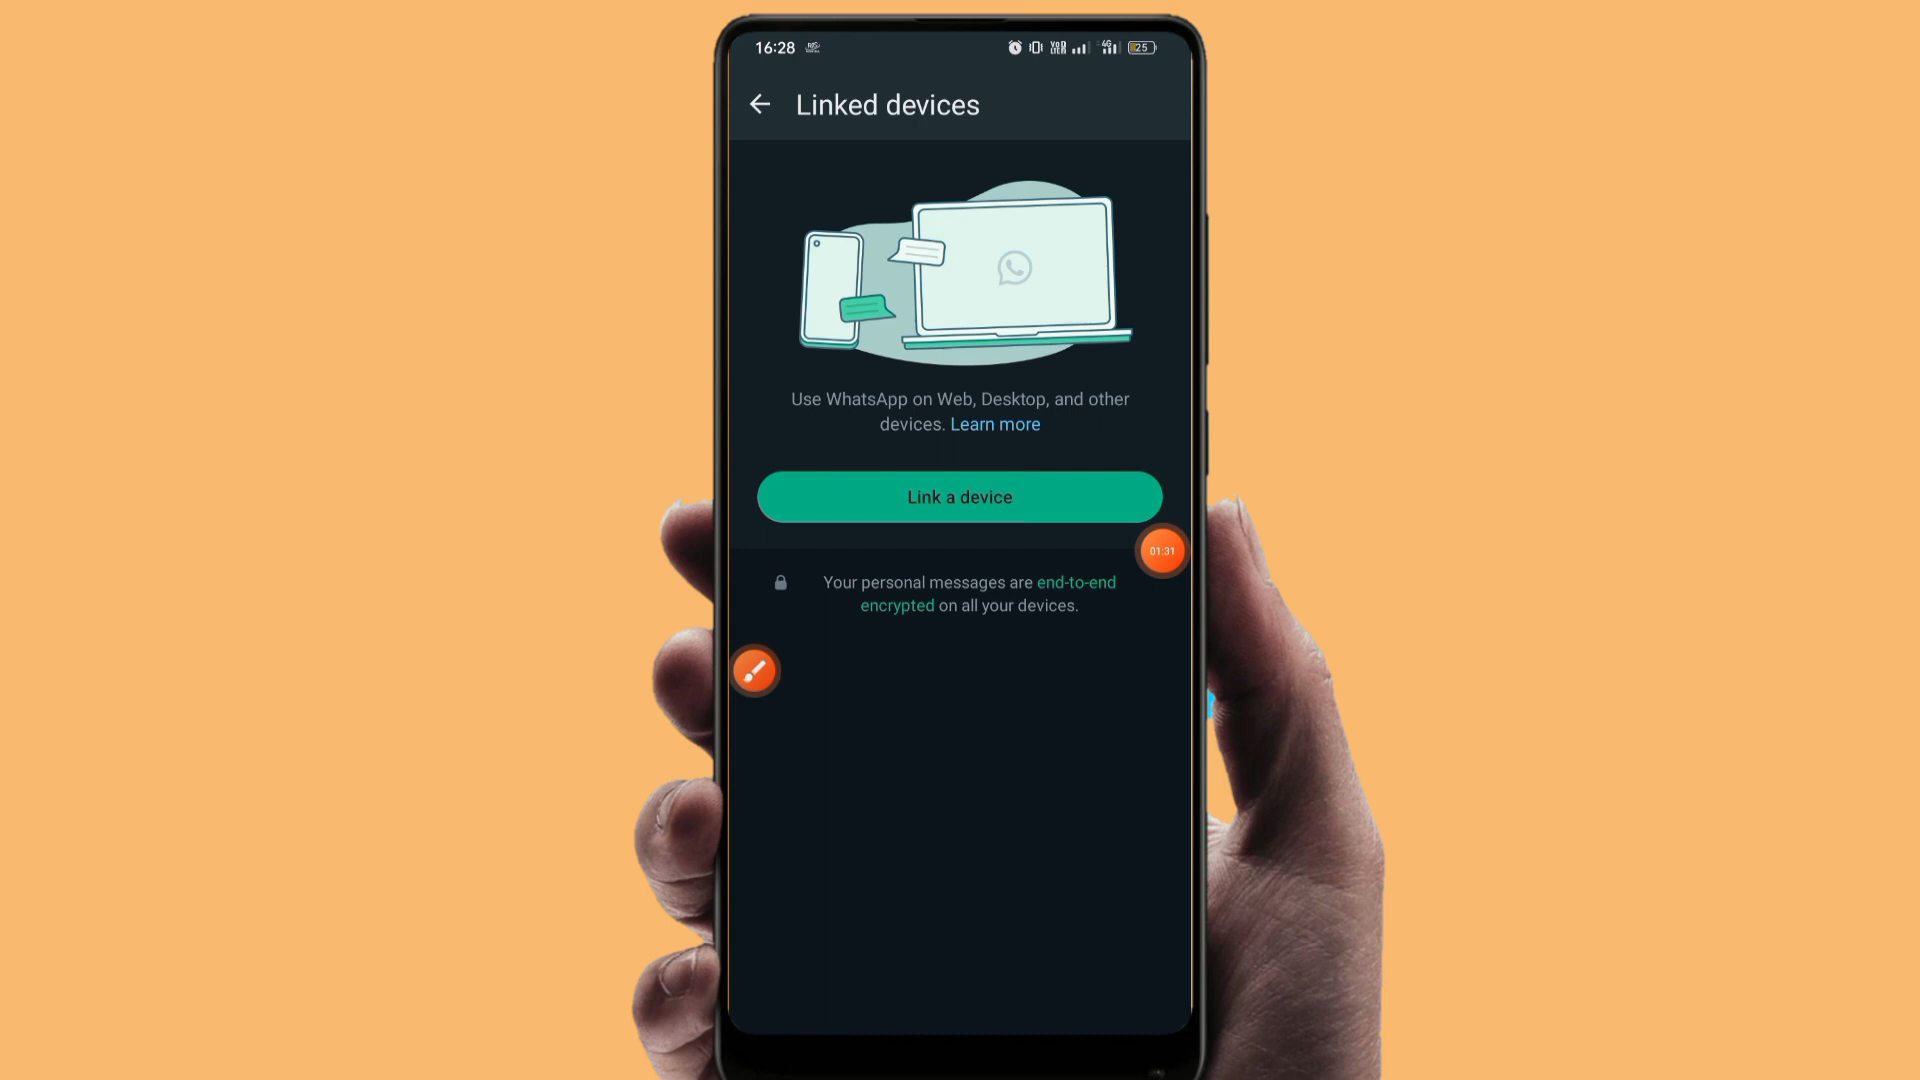 16:28
25
Linked devices
Use WhatsApp on Web, Desktop, and other
devices. Learn more
Link a device
01:31
Your personal messages are end-to-end
encrypted on all your devices.